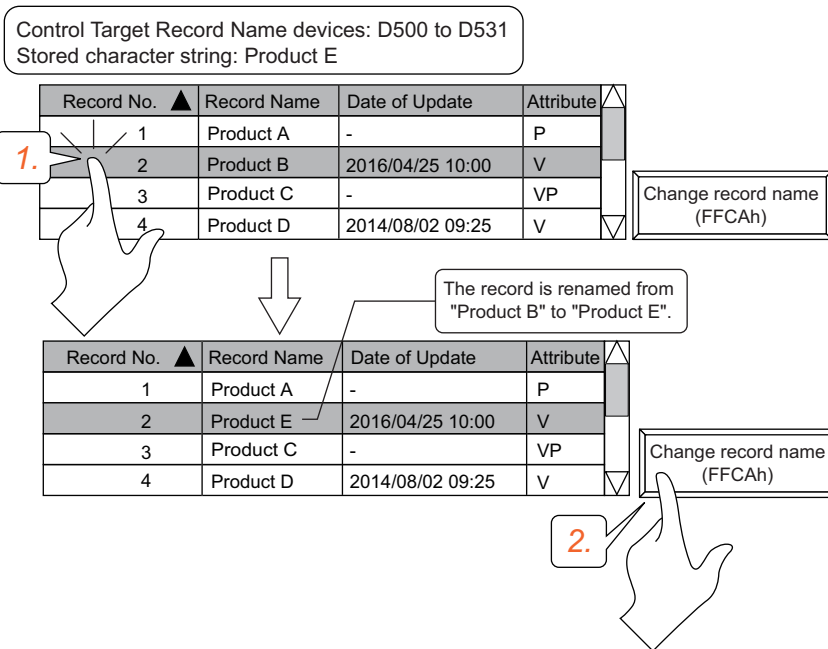 Control Target Record Name devices: D500 to D531
Stored character string: Product E
Record No. ▲ Record Name Date of Update Attribute
1 Product A - P
1.
2 Product B 2016/04/25 10:00 V
3 Product C - VP
4 Product D 2014/08/02 09:25 V
Change record name
(FFCAh)
The record is renamed from
"Product B" to "Product E".
Record No. ▲ Record Name Date of Update Attribute
1 Product A - P
2 Product E 2016/04/25 10:00 V
3 Product C - VP
4 Product D 2014/08/02 09:25 V
Change record name
(FFCAh)
2.